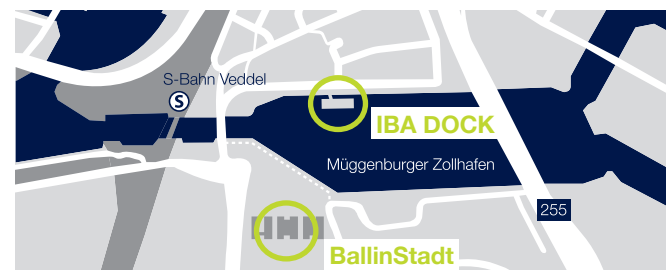 S-Bahn Veddel
S
IBA DOCK
Müggenburger Zollhafen
255
BallinStadt